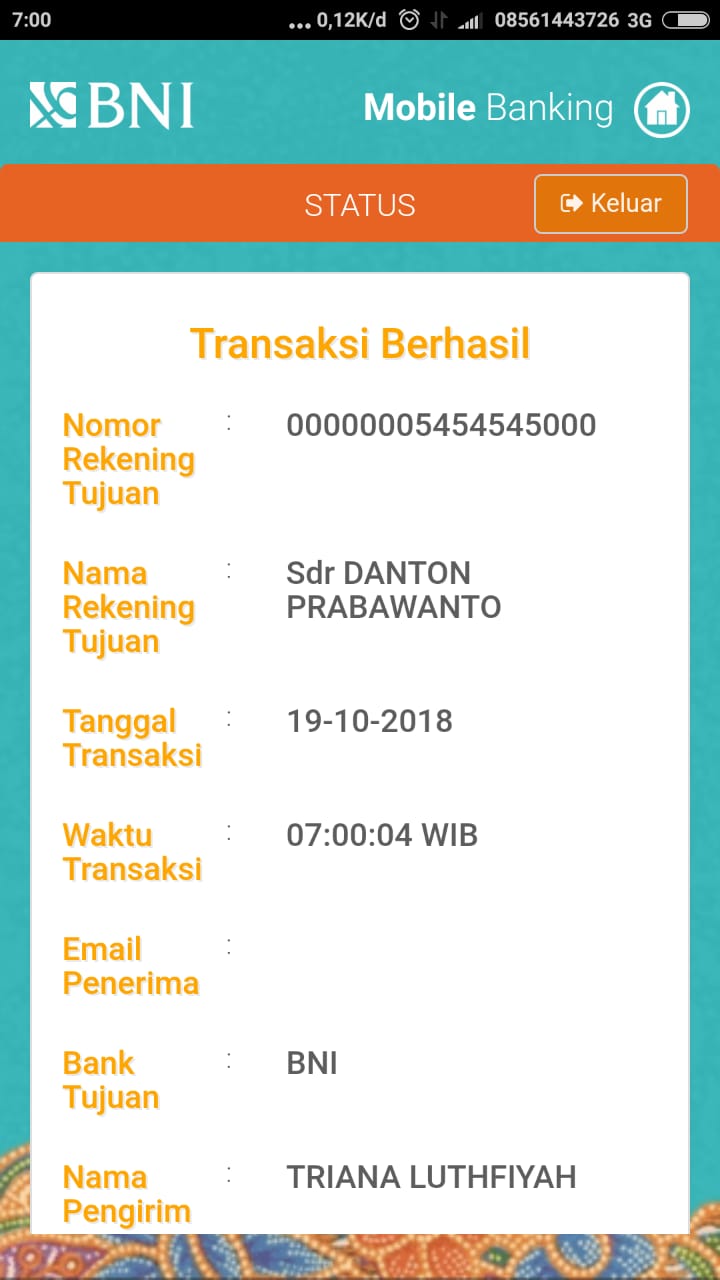 7:00 ... 0,12K/d 08561443726 3G
BNI Mobile Banking
STATUS Keluar
Transaksi Berhasil
Nomor : 00000005454545000
Rekening
Tujuan
Nama : Sdr DANTON
Rekening PRABAWANTO
Tujuan
Tanggal : 19-10-2018
Transaksi
Waktu : 07:00:04 WIB
Transaksi
Email :
Penerima
Bank : BNI
Tujuan
Nama : TRIANA LUTHFIYAH
Pengirim